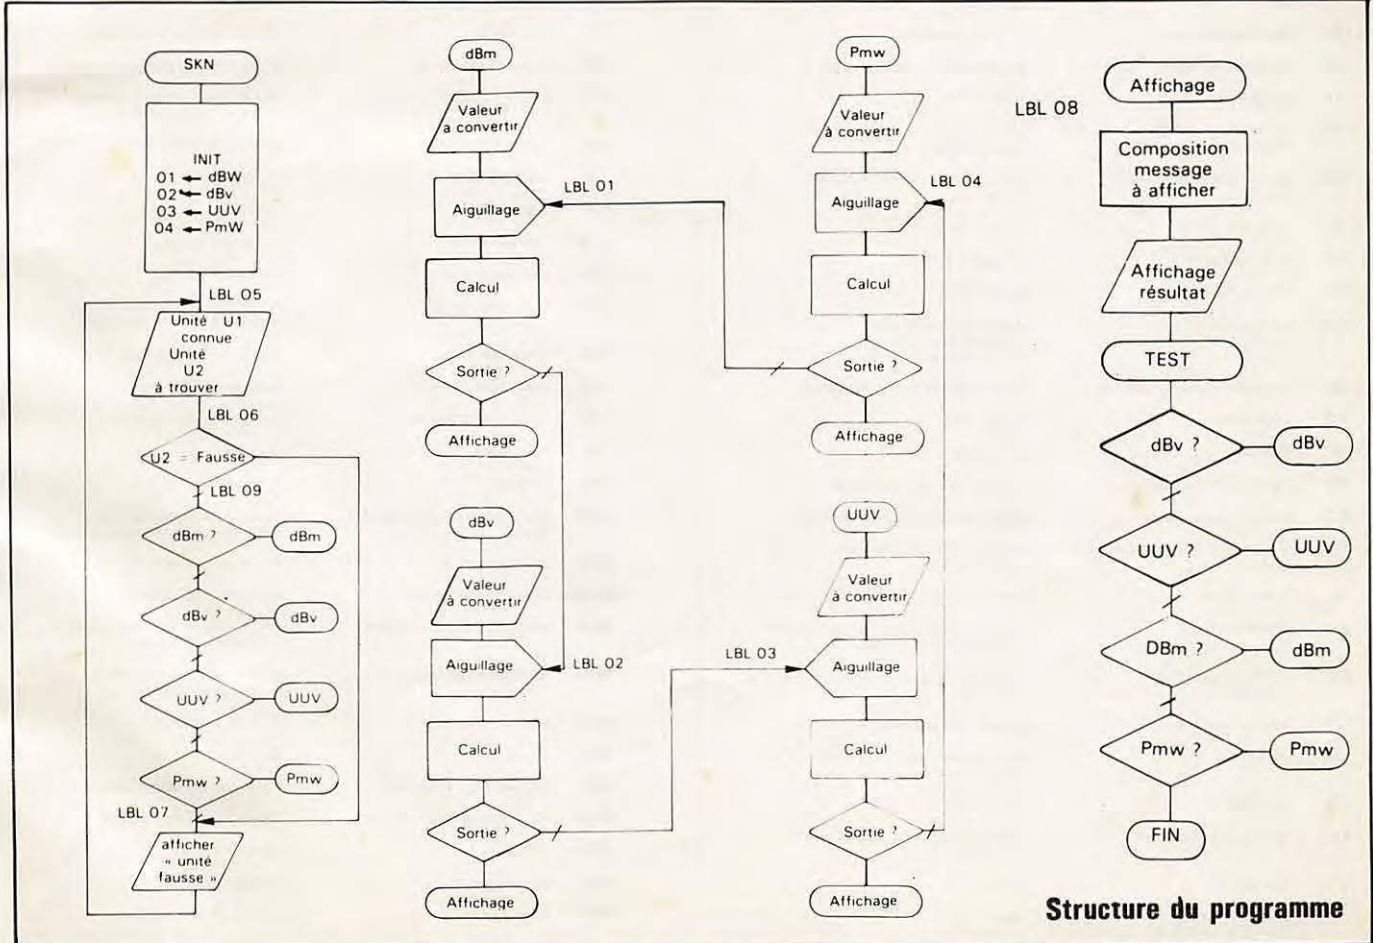 SKN
INIT
01 ← dBW
02 ← dBv
03 ← UUV
04 ← PmW
LBL 05
Unité U1
connue
Unité
U2
à trouver
LBL 06
U2 = Fausse
LBL 09
dBm ?
dBm
dBv ?
dBv
UUV ?
UUV
Pmw ?
Pmw
LBL 07
afficher
« unité
fausse »
dBm
Valeur
a convertir
Aiguillage
LBL 01
Calcul
Sortie ?
Affichage
dBv
Valeur
à convertir
Aiguillage
LBL 02
Calcul
Sortie ?
Affichage
Pmw
Valeur
à convertir
Aiguillage
LBL 04
Calcul
Sortie ?
Affichage
UUV
Valeur
à convertir
LBL 03
Aiguillage
Calcul
Sortie ?
Affichage
Affichage
LBL 08
Composition
message
à afficher
Affichage
résultat
TEST
dBv ?
dBv
UUV ?
UUV
DBm ?
dBm
Pmw ?
Pmw
FIN
Structure du programme